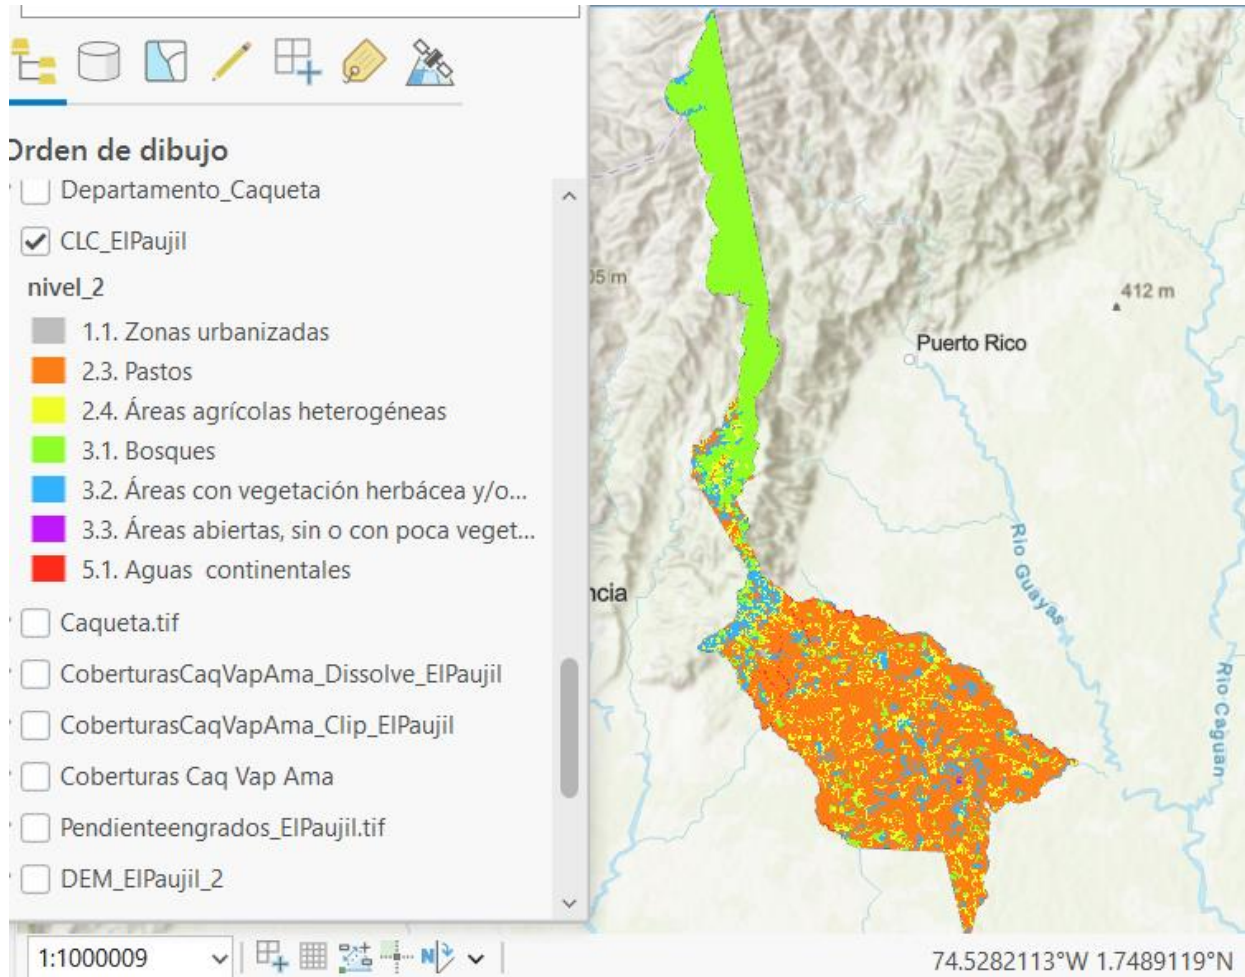 Orden de dibujo
Departamento_Caqueta
CLC_ElPaujil
nivel_2
1.1. Zonas urbanizadas
2.3. Pastos
2.4. Áreas agrícolas heterogéneas
3.1. Bosques
3.2. Áreas con vegetación herbácea y/o...
3.3. Áreas abiertas, sin o con poca veget...
5.1. Aguas  continentales
Caqueta.tif
CoberturasCaqVapAma_Dissolve_ElPaujil
CoberturasCaqVapAma_Clip_ElPaujil
Coberturas Caq Vap Ama
Pendienteengrados_ElPaujil.tif
DEM_ElPaujil_2
1:1000009
05 m
412 m
Puerto Rico
Rio Guayas
ncia
Rio Caguan
74.5282113°W 1.7489119°N